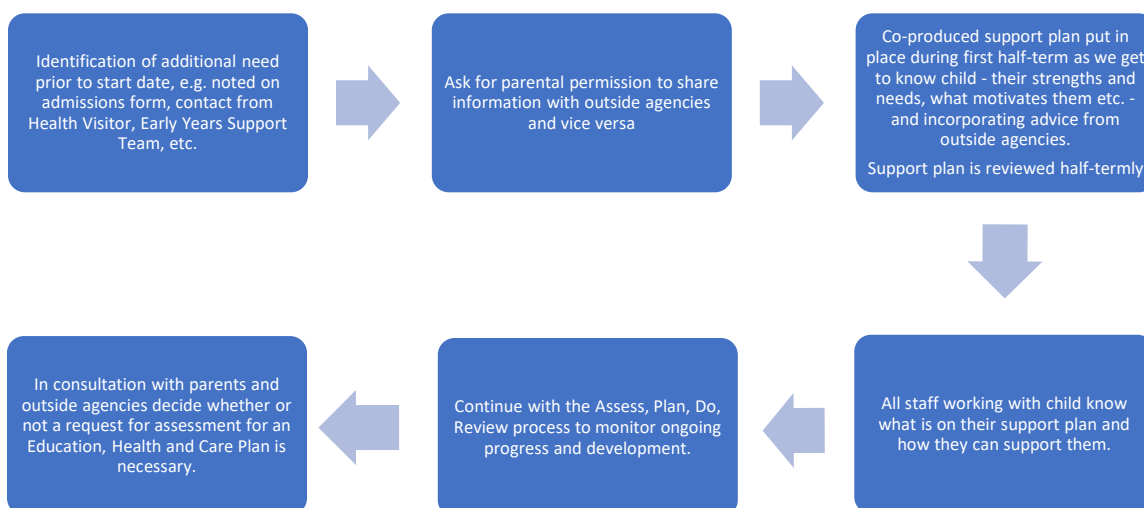 Identification of additional need
prior to start date, e.g. noted on
admissions form, contact from
Health Visitor, Early Years Support
Team, etc.
Ask for parental permission to share
information with outside agencies
and vice versa
Co-produced support plan put in
place during first half-term as we get
to know child - their strengths and
needs, what motivates them etc. -
and incorporating advice from
outside agencies.
Support plan is reviewed half-termly
All staff working with child know
what is on their support plan and
how they can support them.
Continue with the Assess, Plan, Do,
Review process to monitor ongoing
progress and development.
In consultation with parents and
outside agencies decide whether or
not a request for assessment for an
Education, Health and Care Plan is
necessary.